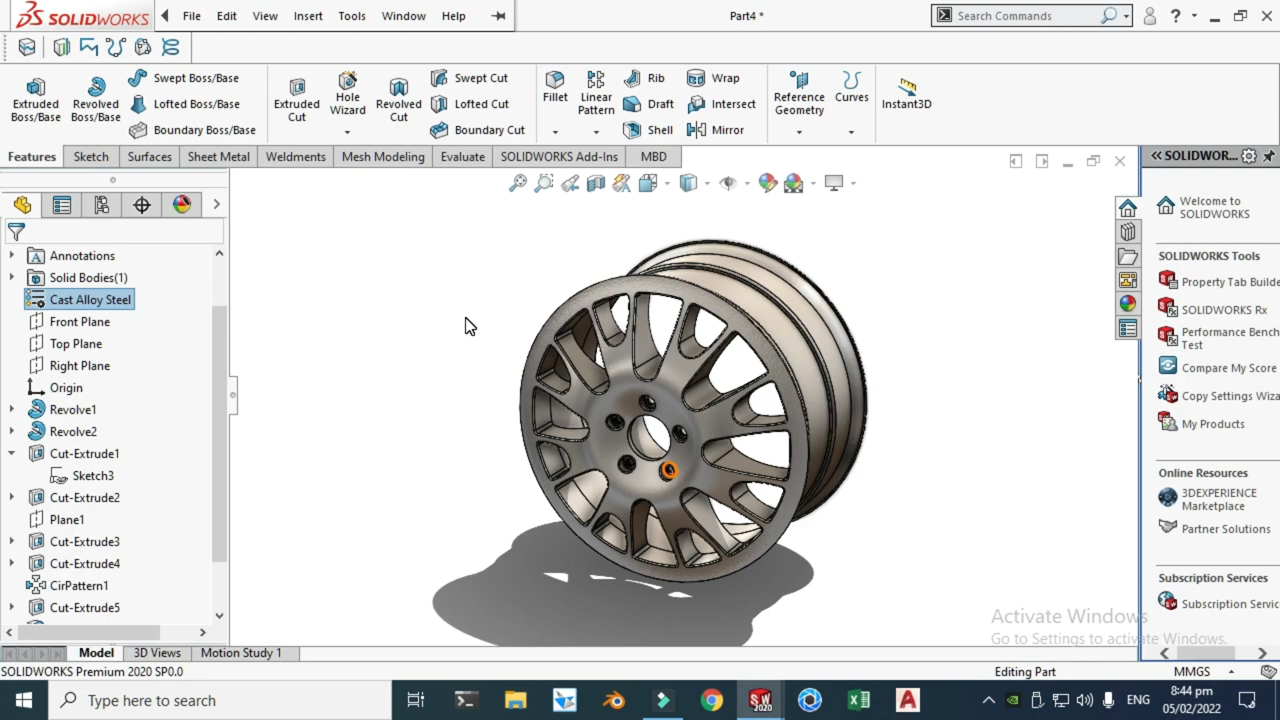 SOLIDWORKS File Edit View Insert Tools Window Help Part4 * Search Commands ?
Extruded Boss/Base
Revolved Boss/Base
Swept Boss/Base
Lofted Boss/Base
Boundary Boss/Base
Extruded Cut
Hole Wizard
Revolved Cut
Swept Cut
Lofted Cut
Boundary Cut
Fillet
Linear Pattern
Rib
Draft
Shell
Wrap
Intersect
Mirror
Reference Geometry
Curves
Instant3D
Features Sketch Surfaces Sheet Metal Weldments Mesh Modeling Evaluate SOLIDWORKS Add-Ins MBD
SOLIDWOR...
Annotations
Solid Bodies(1)
Cast Alloy Steel
Front Plane
Top Plane
Right Plane
Origin
Revolve1
Revolve2
Cut-Extrude1
Sketch3
Cut-Extrude2
Plane1
Cut-Extrude3
Cut-Extrude4
CirPattern1
Cut-Extrude5
Welcome to
SOLIDWORKS
SOLIDWORKS Tools
Property Tab Builde
SOLIDWORKS Rx
Performance Bench
Test
Compare My Score
Copy Settings Wiza
My Products
Online Resources
3DEXPERIENCE
Marketplace
Partner Solutions
Subscription Services
Subscription Servic
Activate Windows
Go to Settings to activate Windows.
Model 3D Views Motion Study 1
SOLIDWORKS Premium 2020 SP0.0 Editing Part MMGS
Type here to search
SW
2020
ENG
8:44 pm
05/02/2022